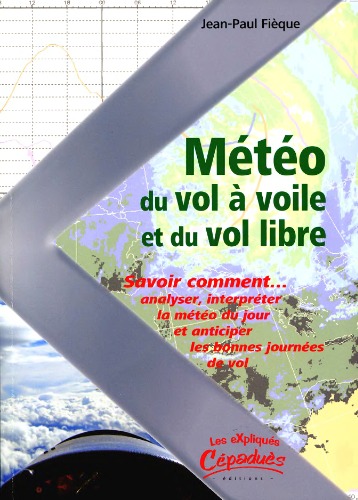 Jean-Paul Fièque
Météo
du vol à voile
et du vol libre
Savoir comment...
analyser, interpréter
la météo du jour
et anticiper
les bonnes journées
de vol
Les eXpliqués
Cépaduès
éditions